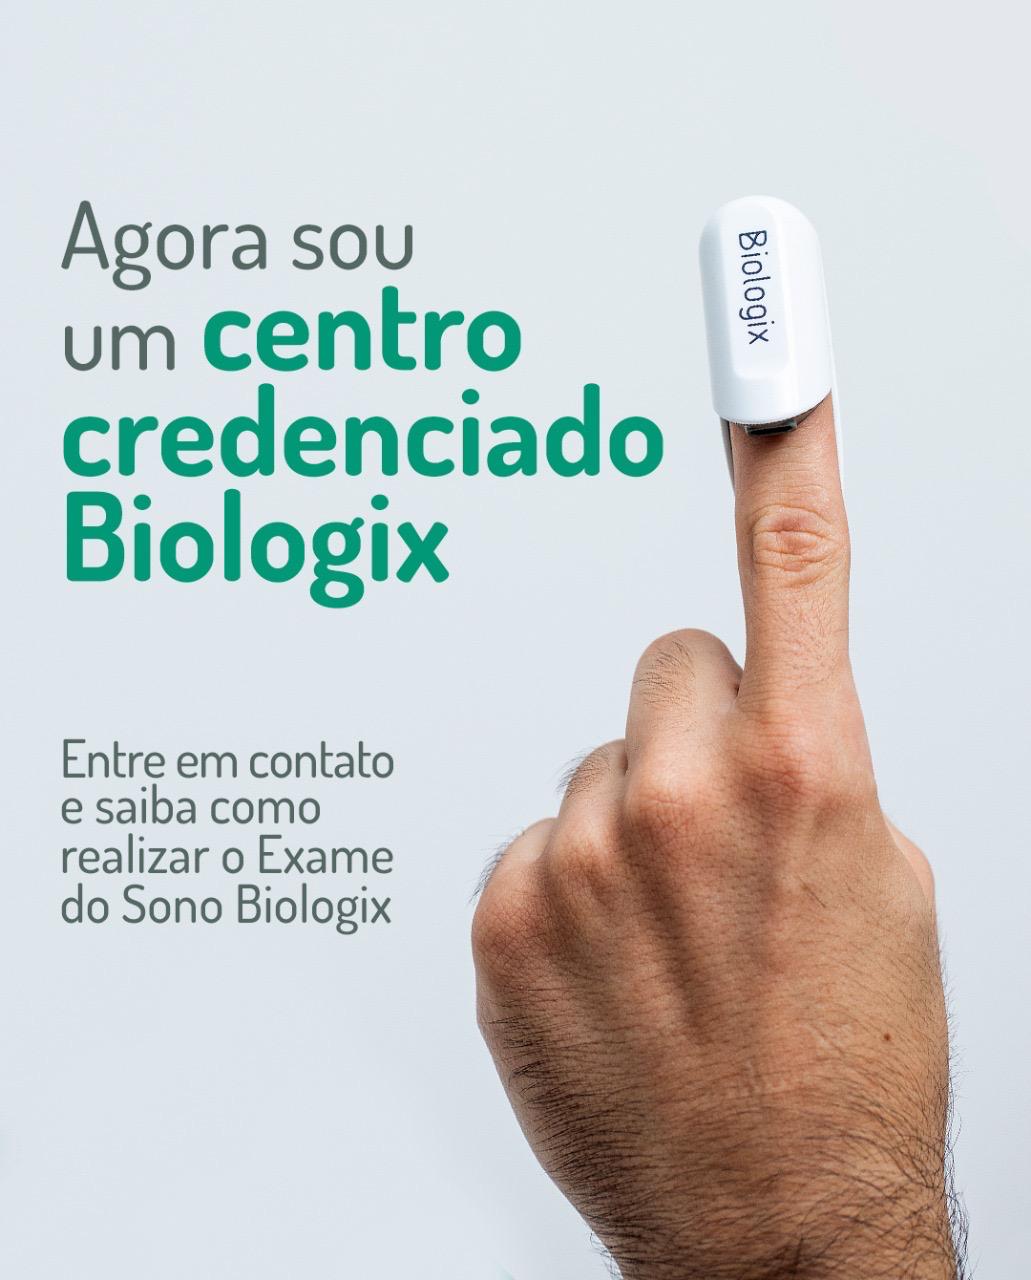 Agora sou
um centro
credenciado
Biologix
Biologix
Entre em contato
e saiba como
realizar o Exame
do Sono Biologix